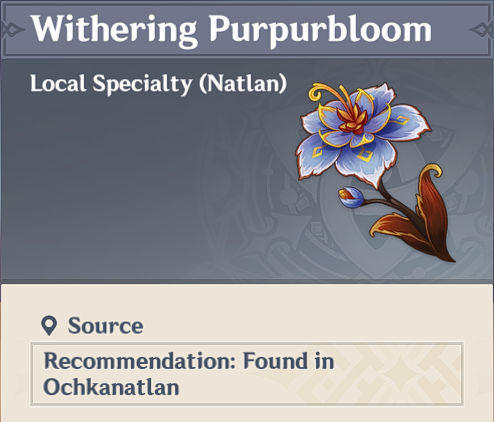 Withering Purpurbloom
Local Specialty (Natlan)
Source
Recommendation: Found in
Ochkanatlan